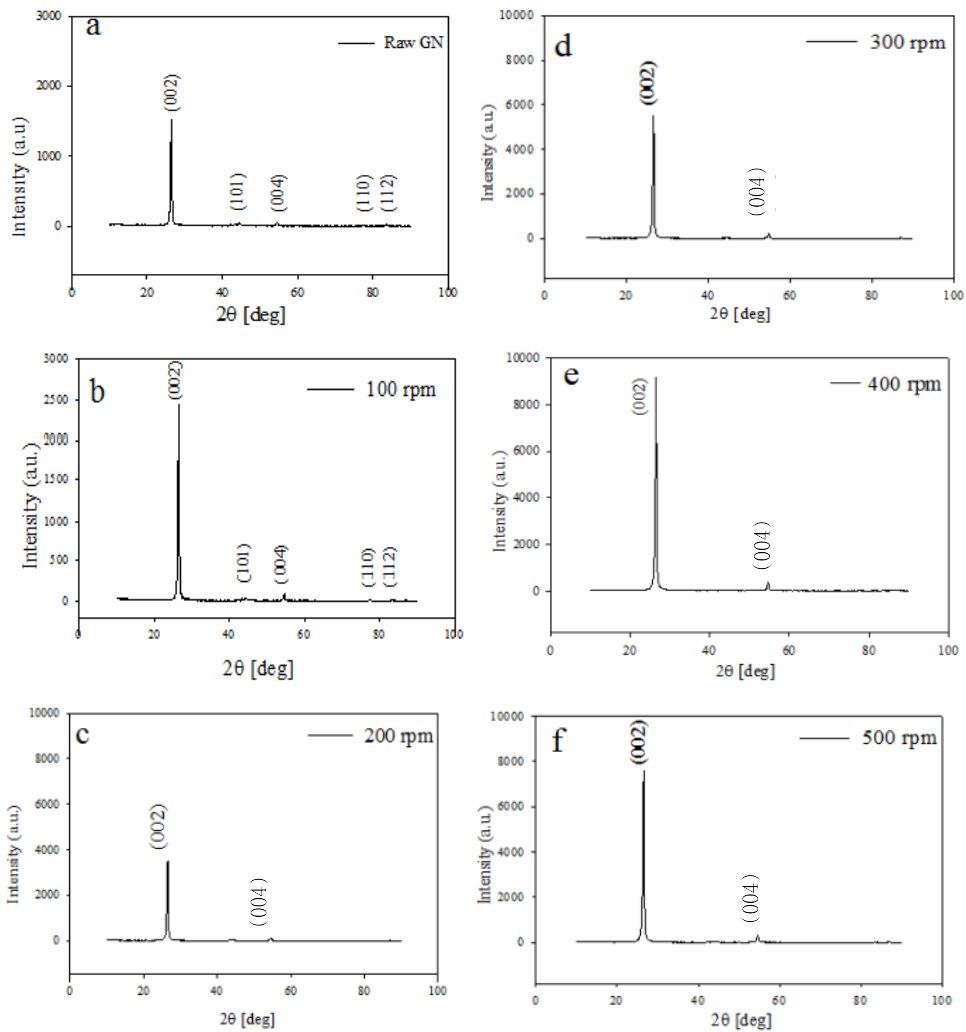 a
Raw GN
(002)
(101)
(004)
(110)
(112)
3000
2000
1000
0
Intensity (a.u)
0 20 40 60 80 100
2θ [deg]
d
300 rpm
(002)
(004)
10000
8000
6000
4000
2000
0
Intensity (a.u.)
0 20 40 60 80 100
2θ [deg]
b
100 rpm
(002)
(101)
(004)
(110)
(112)
3000
2500
2000
1500
1000
500
0
Intensity (a.u.)
0 20 40 60 80 100
2θ [deg]
e
400 rpm
(002)
(004)
10000
8000
6000
4000
2000
0
Intensity (a.u.)
0 20 40 60 80 100
2θ [deg]
c
200 rpm
(002)
(004)
10000
8000
6000
4000
2000
0
Intensity (a.u.)
0 20 40 60 80 100
2θ [deg]
f
500 rpm
(002)
(004)
10000
8000
6000
4000
2000
0
Intensity (a.u.)
0 20 40 60 80 100
2θ [deg]